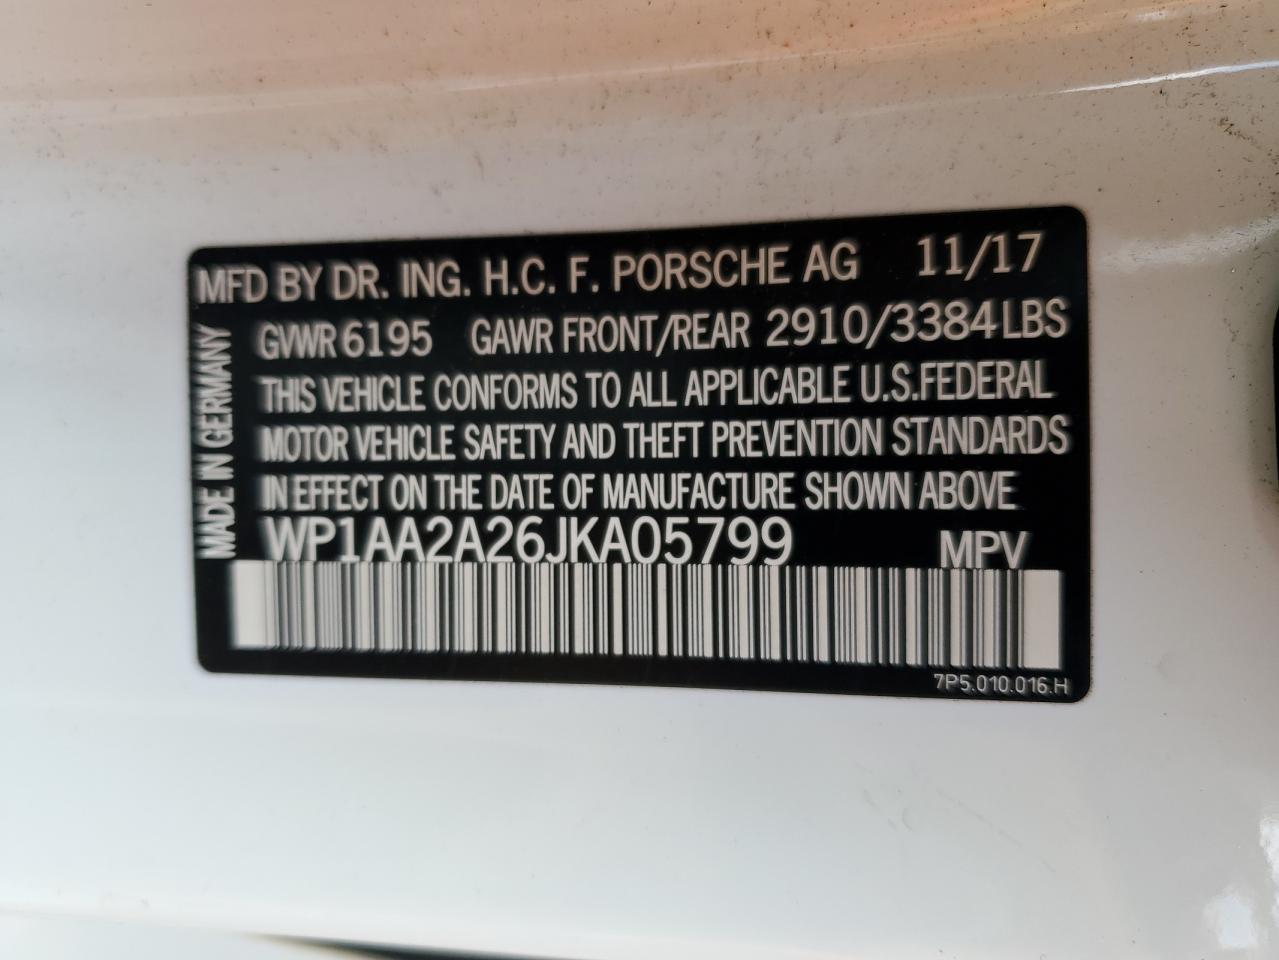 MFD BY DR. ING. H.C. F. PORSCHE AG 11/17
GVWR 6195 GAWR FRONT/REAR 2910/3384LBS
THIS VEHICLE CONFORMS TO ALL APPLICABLE U.S.FEDERAL
MOTOR VEHICLE SAFETY AND THEFT PREVENTION STANDARDS
IN EFFECT ON THE DATE OF MANUFACTURE SHOWN ABOVE
WP1AA2A26JKA05799 MPV
MADE IN GERMANY
7P5.010.016.H